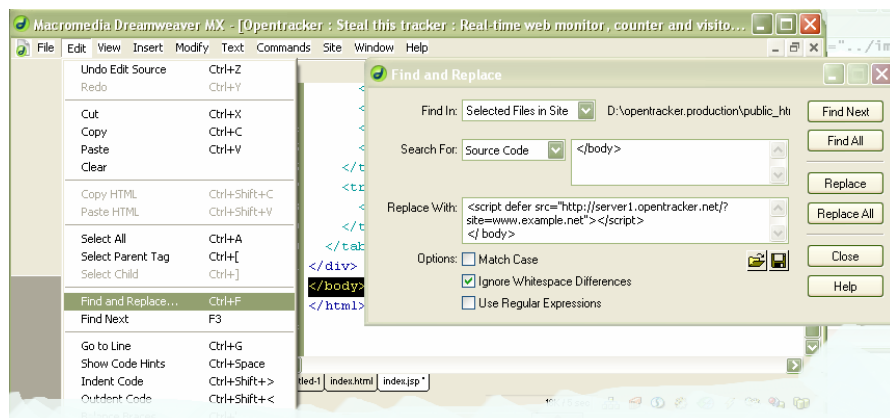 Macromedia Dreamweaver MX - [Opentracker : Steal this tracker : Real-time web monitor, counter and visito...
File Edit View Insert Modify Text Commands Site Window Help
="../im
Undo Edit Source Ctrl+Z
Redo Ctrl+Y
Cut Ctrl+X
Copy Ctrl+C
Paste Ctrl+V
Clear
Copy HTML Ctrl+Shift+C
Paste HTML Ctrl+Shift+V
Select All Ctrl+A
Select Parent Tag Ctrl+[
Select Child Ctrl+]
Find and Replace... Ctrl+F
Find Next F3
Go to Line Ctrl+G
Show Code Hints Ctrl+Space
Indent Code Ctrl+Shift+>
Outdent Code Ctrl+Shift+<
</t
<tr
</t
</tab
</div>
</body>
</html>
Find and Replace
Find In: Selected Files in Site D:\opentracker.production\public_ht
Find Next
Find All
Search For: Source Code </body>
Replace
Replace All
Replace With: <script defer src="http://server1.opentracker.net/?
site=www.example.net"></script>
</ body>
Options: Match Case
Ignore Whitespace Differences
Use Regular Expressions
Close
Help
tled-1 index.html index.jsp*